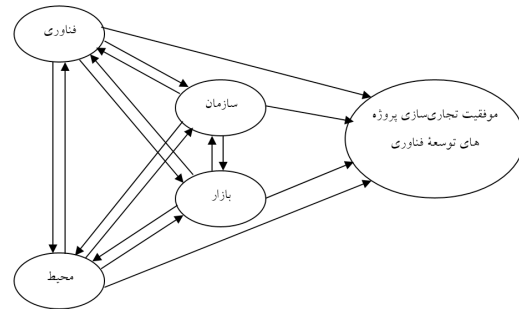 فناوری
سازمان
موفقیت تجاری‌سازی پروژه
های توسعهٔ فناوری
بازار
محیط